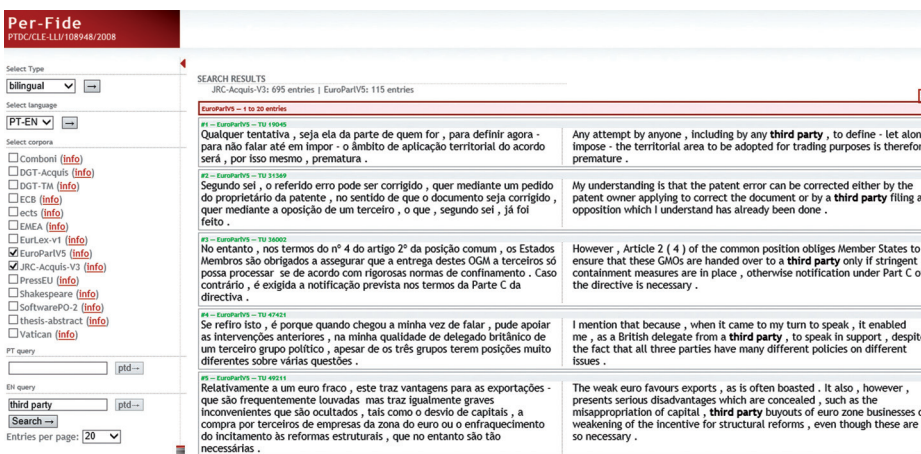 Per-Fide
PTDC/CLE-LLI/108948/2008
Select Type
bilingual
Select language
PT-EN
Select corpora
Comboni (info)
DGT-Acquis (info)
DGT-TM (info)
ECB (info)
ects (info)
EMEA (info)
EurLex-v1 (info)
EuroParlV5 (info)
JRC-Acquis-V3 (info)
PressEU (info)
Shakespeare (info)
SoftwarePO-2 (info)
thesis-abstract (info)
Vatican (info)
PT query
ptd→
EN query
third party
ptd→
Search →
Entries per page: 20
SEARCH RESULTS
JRC-Acquis-V3: 695 entries | EuroParlV5: 115 entries
EuroParlV5 — 1 to 20 entries
#1 — EuroParlV5 — TU 19045
Qualquer tentativa , seja ela da parte de quem for , para definir agora -
para não falar até em impor - o âmbito de aplicação territorial do acordo
será , por isso mesmo , prematura .
Any attempt by anyone , including by any third party , to define - let alon
impose - the territorial area to be adopted for trading purposes is therefor
premature .
#2 — EuroParlV5 — TU 31369
Segundo sei , o referido erro pode ser corrigido , quer mediante um pedido
do proprietário da patente , no sentido de que o documento seja corrigido ,
quer mediante a oposição de um terceiro , o que , segundo sei , já foi
feito .
My understanding is that the patent error can be corrected either by the
patent owner applying to correct the document or by a third party filing a
opposition which I understand has already been done .
#3 — EuroParlV5 — TU 36002
No entanto , nos termos do nº 4 do artigo 2º da posição comum , os Estados
Membros são obrigados a assegurar que a entrega destes OGM a terceiros só
possa processar  se de acordo com rigorosas normas de confinamento . Caso
contrário , é exigida a notificação prevista nos termos da Parte C da
directiva .
However , Article 2 ( 4 ) of the common position obliges Member States to
ensure that these GMOs are handed over to a third party only if stringent
containment measures are in place , otherwise notification under Part C o
the directive is necessary .
#4 — EuroParlV5 — TU 47421
Se refiro isto , é porque quando chegou a minha vez de falar , pude apoiar
as intervenções anteriores , na minha qualidade de delegado britânico de
um terceiro grupo político , apesar de os três grupos terem posições muito
diferentes sobre várias questões .
I mention that because , when it came to my turn to speak , it enabled
me , as a British delegate from a third party , to speak in support , despit
the fact that all three parties have many different policies on different
issues .
#5 — EuroParlV5 — TU 49211
Relativamente a um euro fraco , este traz vantagens para as exportações -
que são frequentemente louvadas  mas traz igualmente graves
inconvenientes que são ocultados , tais como o desvio de capitais , a
compra por terceiros de empresas da zona do euro ou o enfraquecimento
do incitamento às reformas estruturais , que no entanto são tão
necessárias .
The weak euro favours exports , as is often boasted . It also , however ,
presents serious disadvantages which are concealed , such as the
misappropriation of capital , third party buyouts of euro zone businesses o
weakening of the incentive for structural reforms , even though these are
so necessary .